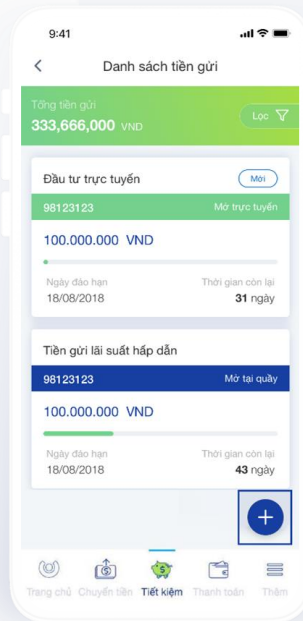 9:41
Danh sách tiền gửi
Tổng tiền gửi
333,666,000 VND
Lọc
Đầu tư trực tuyến
Mới
98123123
Mở trực tuyến
100.000.000 VND
Ngày đáo hạn
Thời gian còn lại
18/08/2018
31 ngày
Tiền gửi lãi suất hấp dẫn
98123123
Mở tại quầy
100.000.000 VND
Ngày đáo hạn
Thời gian còn lại
18/08/2018
43 ngày
Trang chủ
Chuyển tiền
Tiết kiệm
Thanh toán
Thêm